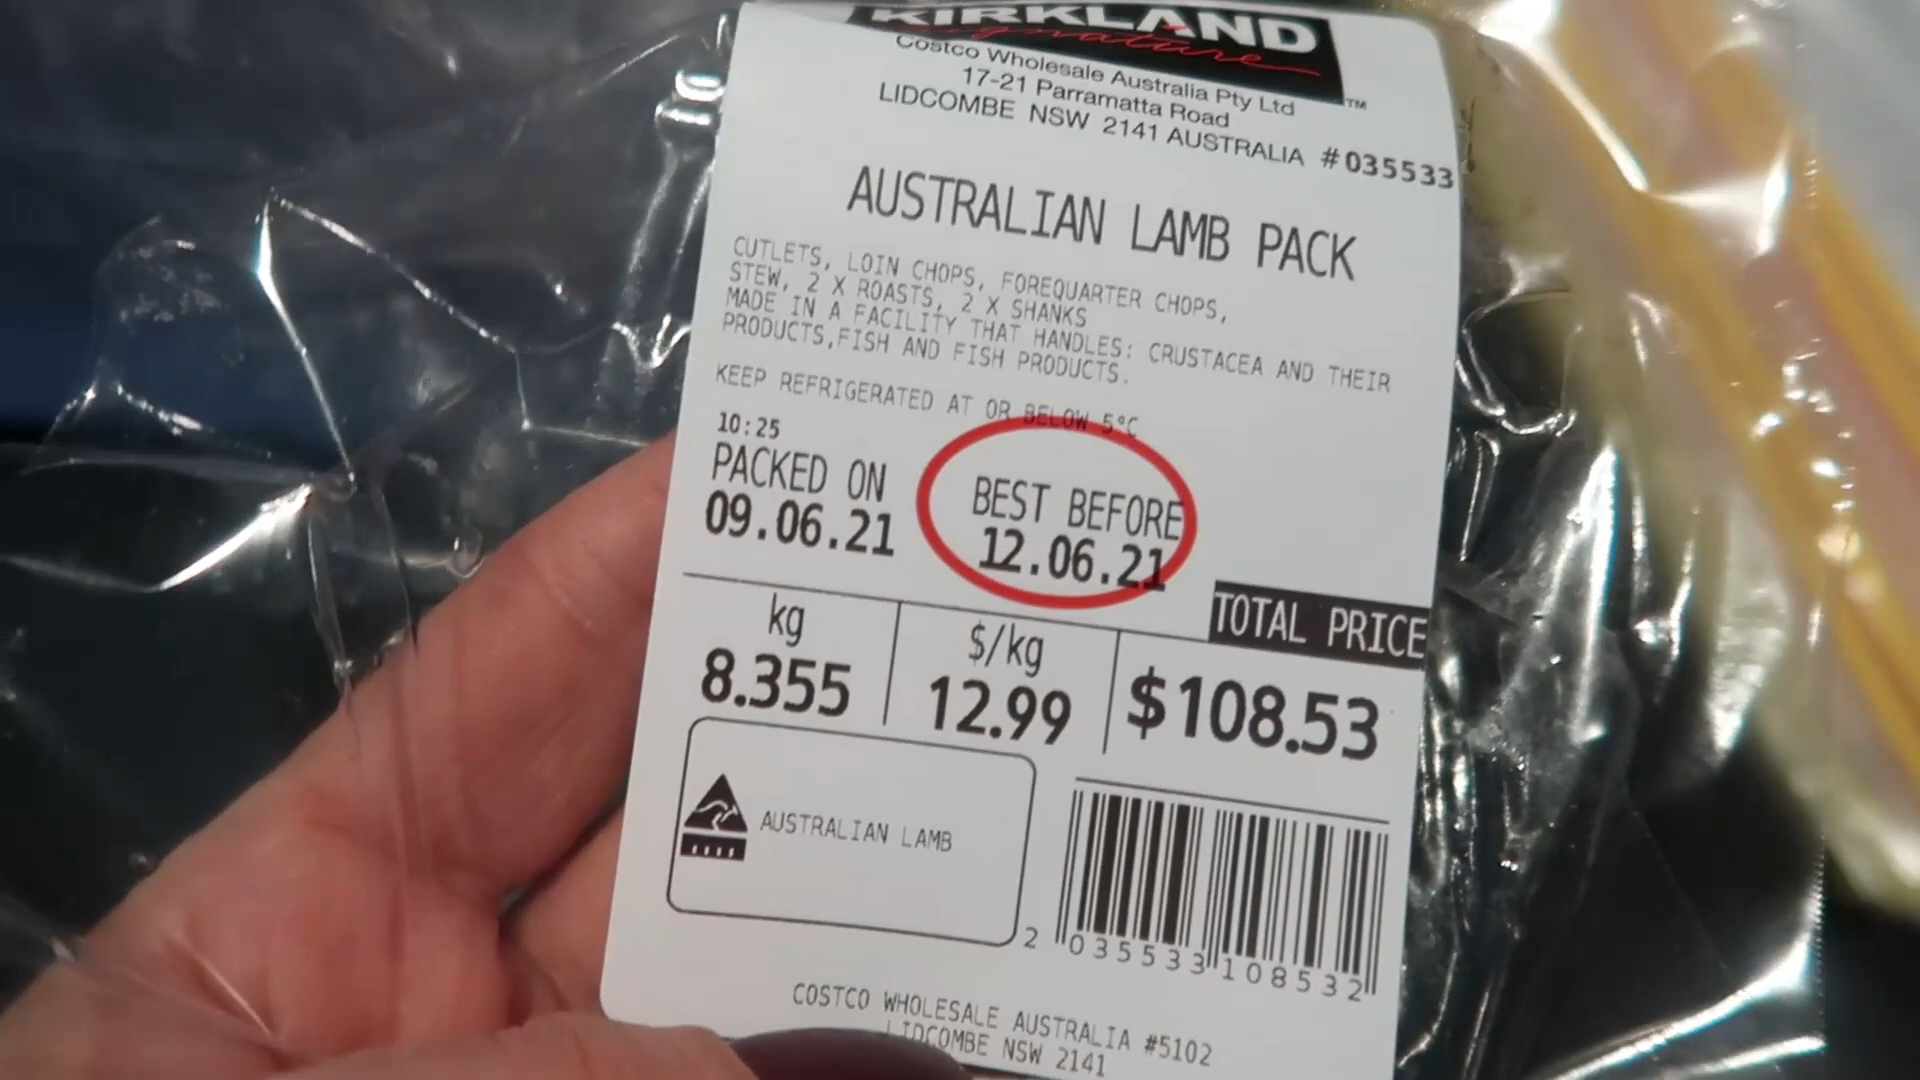 KIRKLAND
Signature
TM
Costco Wholesale Australia Pty Ltd
17-21 Parramatta Road
LIDCOMBE NSW 2141 AUSTRALIA #035533
AUSTRALIAN LAMB PACK
CUTLETS, LOIN CHOPS, FOREQUARTER CHOPS,
STEW, 2 X ROASTS, 2 X SHANKS
MADE IN A FACILITY THAT HANDLES: CRUSTACEA AND THEIR
PRODUCTS,FISH AND FISH PRODUCTS.
KEEP REFRIGERATED AT OR BELOW 5°C
10:25
PACKED ON
09.06.21
BEST BEFORE
12.06.21
TOTAL PRICE
kg
8.355
$/kg
12.99
$108.53
AUSTRALIAN LAMB
2 035533 108532
COSTCO WHOLESALE AUSTRALIA #5102
LIDCOMBE NSW 2141